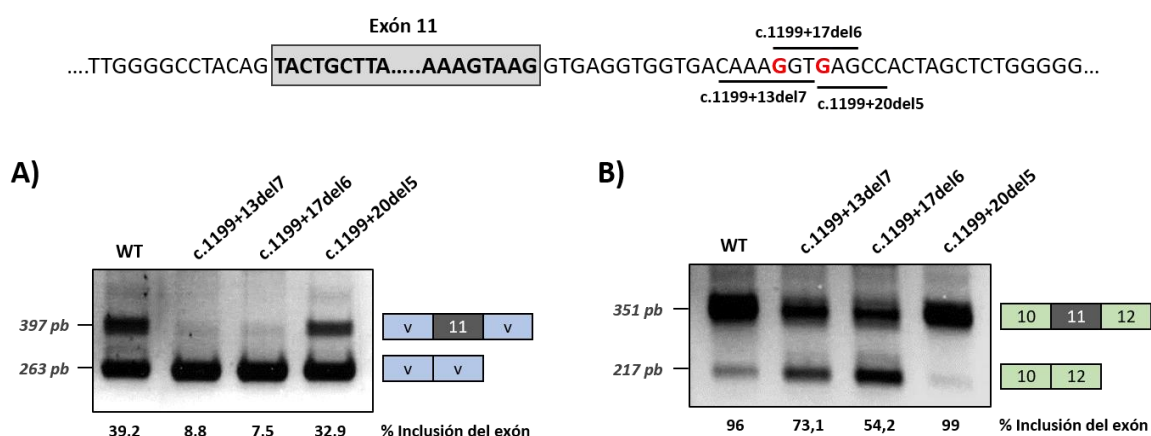 Exón 11
c.1199+17del6
....TTGGGGCCTACAG TACTGCTTA.....AAAGTAAG GTGAGGTGGTGACAAAGGTGAGCCACTAGCTCTGGGGG...
c.1199+13del7
c.1199+20del5
A)
WT
c.1199+13del7
c.1199+17del6
c.1199+20del5
397 pb
v 11 v
263 pb
v v
39,2 8,8 7,5 32,9 % Inclusión del exón
B)
WT
c.1199+13del7
c.1199+17del6
c.1199+20del5
351 pb
10 11 12
217 pb
10 12
96 73,1 54,2 99 % Inclusión del exón